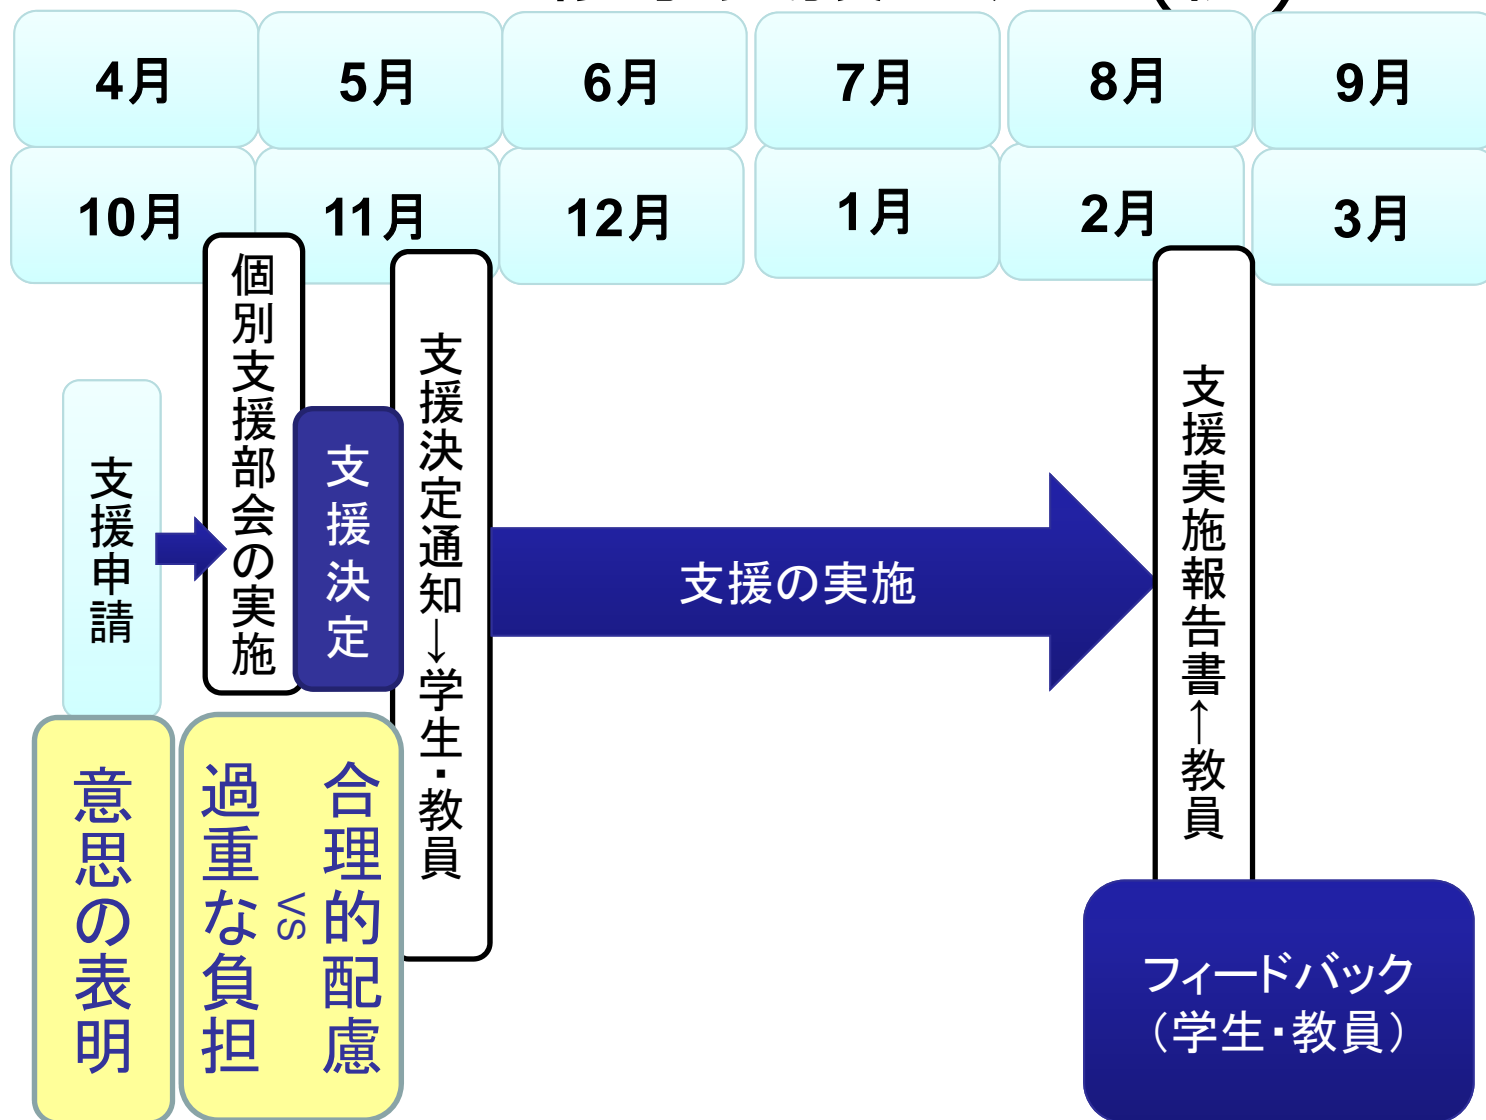 4月
5月
6月
7月
8月
9月
10月
11月
12月
1月
2月
3月
支援申請
個別支援部会の実施
支援決定
支援決定通知→学生・教員
支援の実施
支援実施報告書←教員
意思の表明
合理的配慮
VS
過重な負担
フィードバック
（学生・教員）